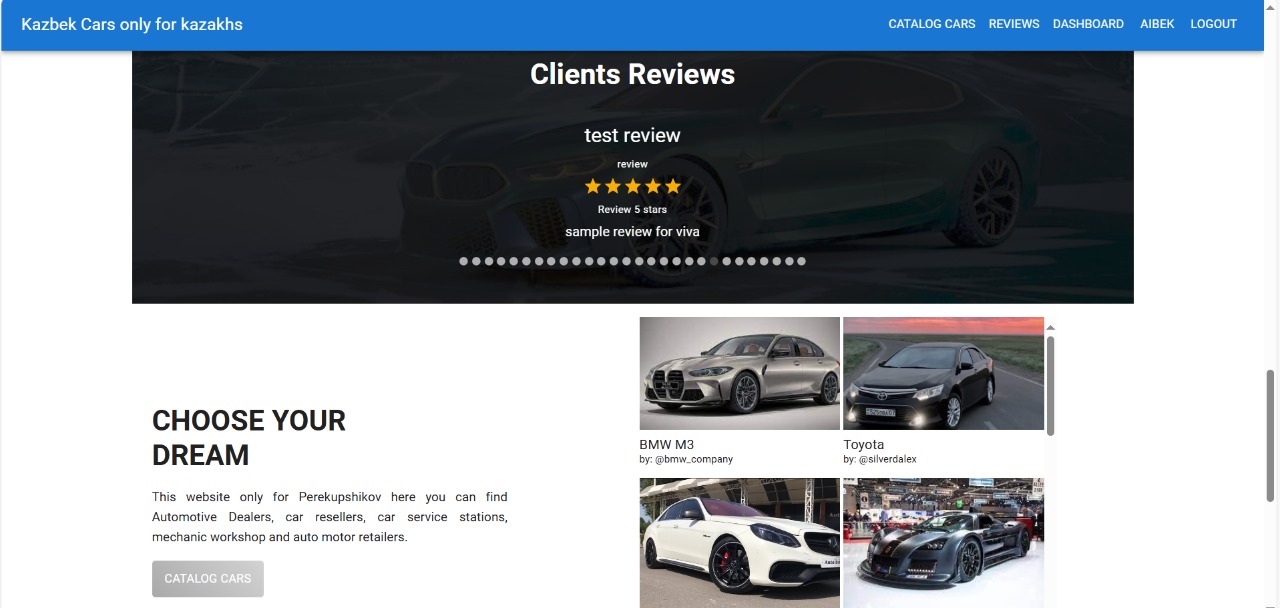 Kazbek Cars only for kazakhs
CATALOG CARS
REVIEWS
DASHBOARD
AIBEK
LOGOUT
Clients Reviews
test review
review
Review 5 stars
sample review for viva
CHOOSE YOUR
DREAM
This website only for Perekupshikov here you can find
Automotive Dealers, car resellers, car service stations,
mechanic workshop and auto motor retailers.
CATALOG CARS
BMW M3
by: @bmw_company
Toyota
by: @silverdalex